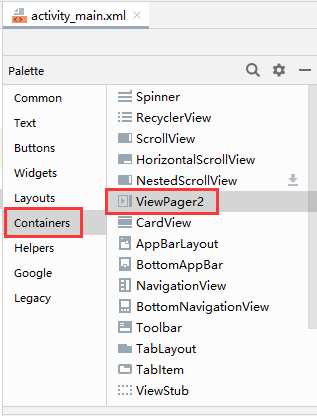 activity_main.xml
Palette
Common
Text
Buttons
Widgets
Layouts
Containers
Helpers
Google
Legacy
Spinner
RecyclerView
ScrollView
HorizontalScrollView
NestedScrollView
ViewPager2
CardView
AppBarLayout
BottomAppBar
NavigationView
BottomNavigationView
Toolbar
TabLayout
TabItem
ViewStub